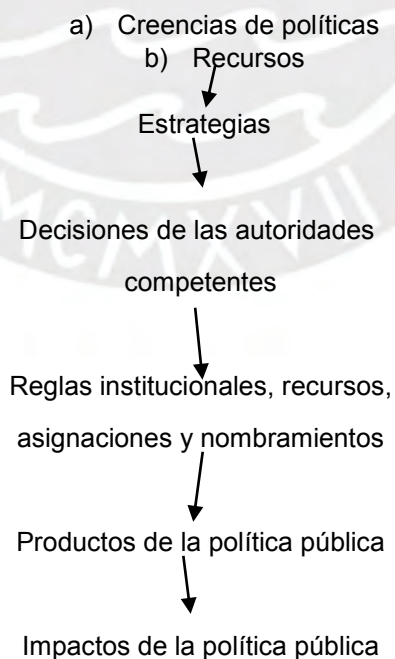 a) Creencias de políticas
b) Recursos
Estrategias
Decisiones de las autoridades
competentes
Reglas institucionales, recursos,
asignaciones y nombramientos
Productos de la política pública
Impactos de la política pública
MCMXVII